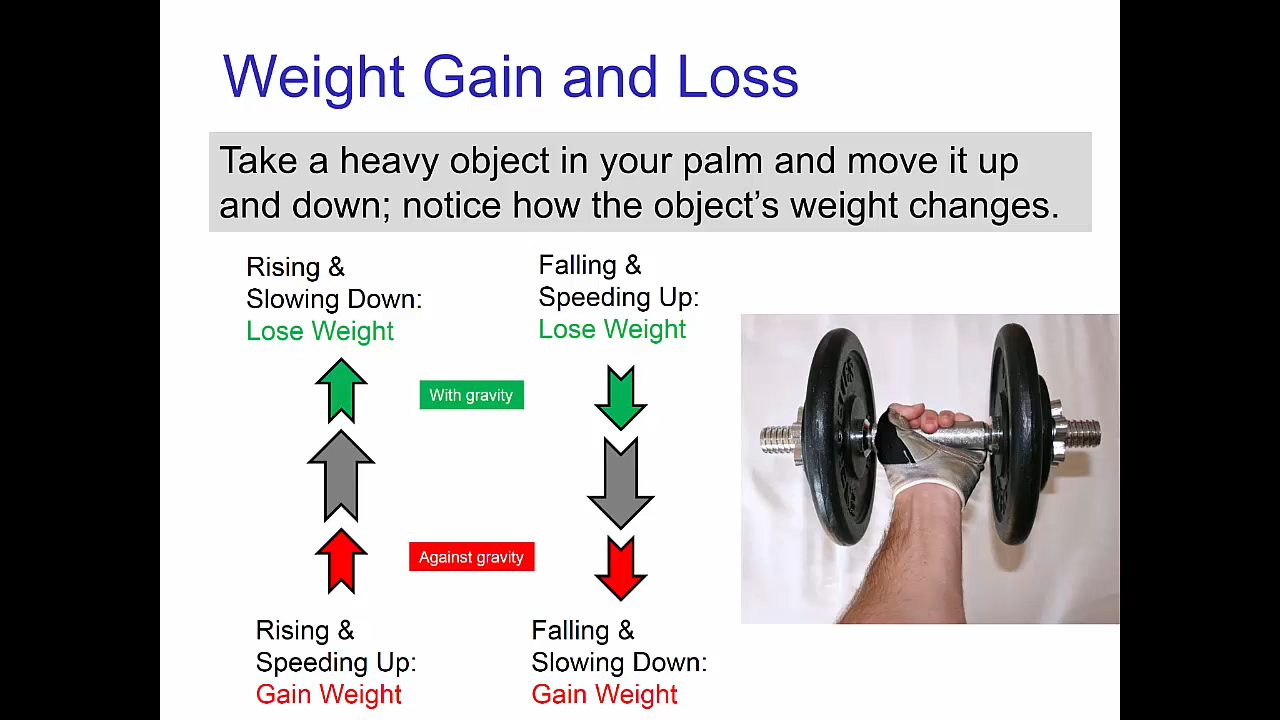 Weight Gain and Loss
Take a heavy object in your palm and move it up
and down; notice how the object’s weight changes.
Rising &
Slowing Down:
Lose Weight
Falling &
Speeding Up:
Lose Weight
With gravity
Against gravity
Rising &
Speeding Up:
Gain Weight
Falling &
Slowing Down:
Gain Weight